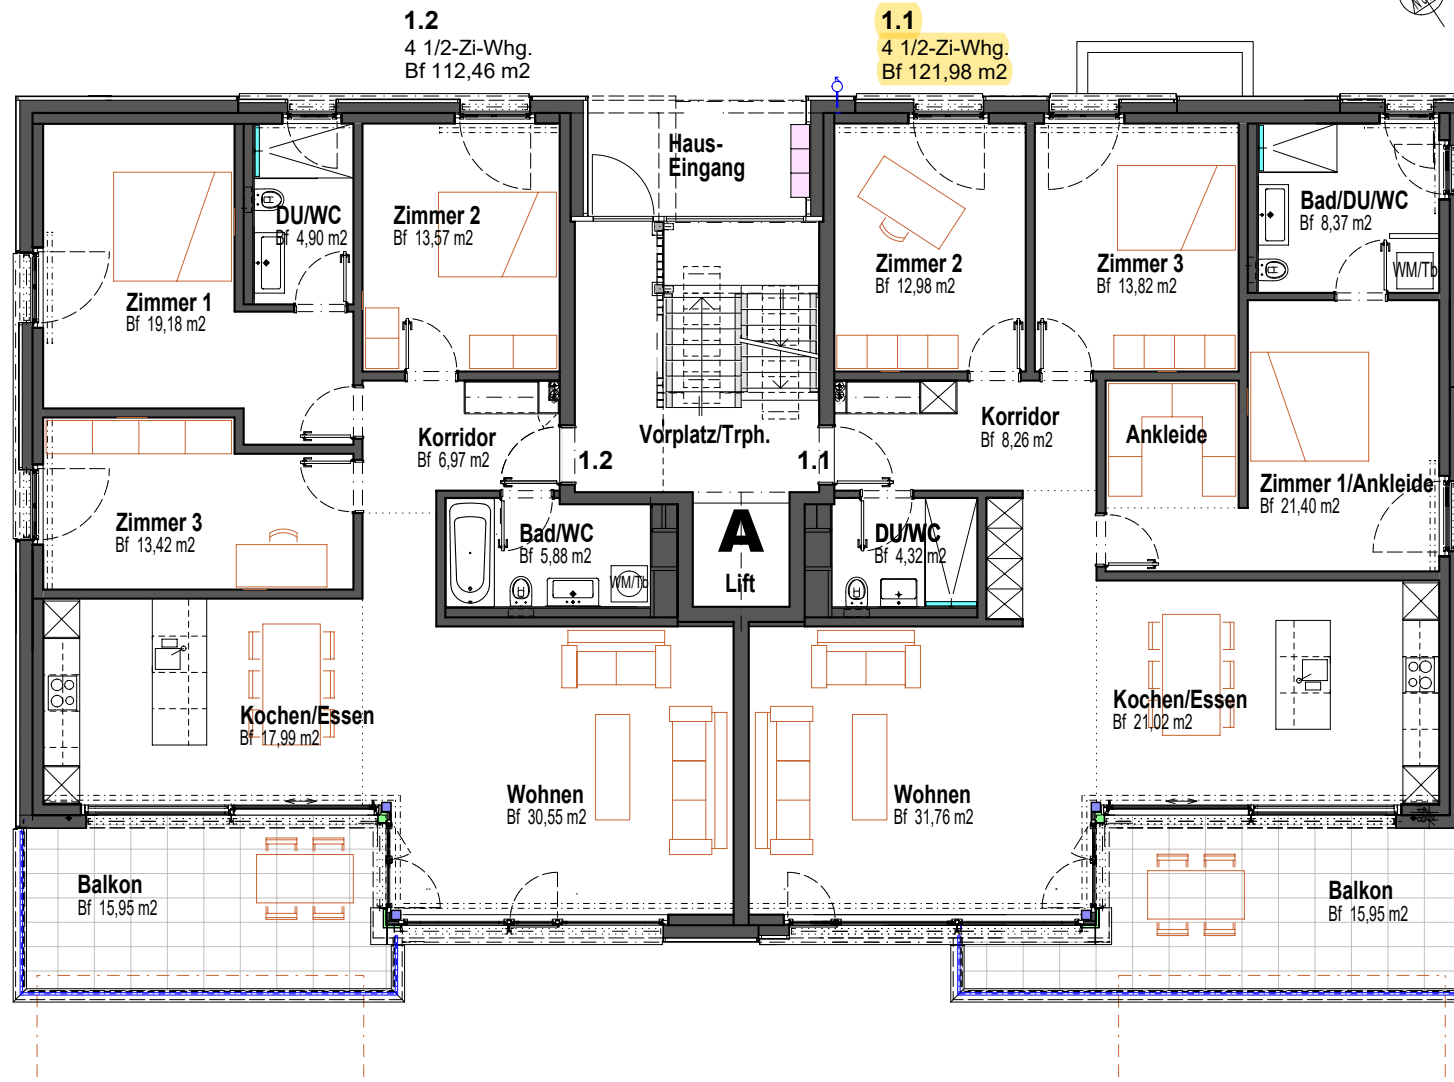 1.2
4 1/2-Zi-Whg.
Bf 112,46 m2
1.1
4 1/2-Zi-Whg.
Bf 121,98 m2
Haus-
Eingang
DU/WC
Bf 4,90 m2
Zimmer 2
Bf 13,57 m2
Zimmer 1
Bf 19,18 m2
Zimmer 2
Bf 12,98 m2
Zimmer 3
Bf 13,82 m2
Bad/DU/WC
Bf 8,37 m2
WM/Tb
Korridor
Bf 6,97 m2
1.2
Vorplatz/Trph.
1.1
Korridor
Bf 8,26 m2
Ankleide
Zimmer 1/Ankleide
Bf 21,40 m2
Zimmer 3
Bf 13,42 m2
Bad/WC
Bf 5,88 m2
WM/Tb
A
Lift
DU/WC
Bf 4,32 m2
Kochen/Essen
Bf 17,99 m2
Kochen/Essen
Bf 21,02 m2
Wohnen
Bf 30,55 m2
Wohnen
Bf 31,76 m2
Balkon
Bf 15,95 m2
Balkon
Bf 15,95 m2